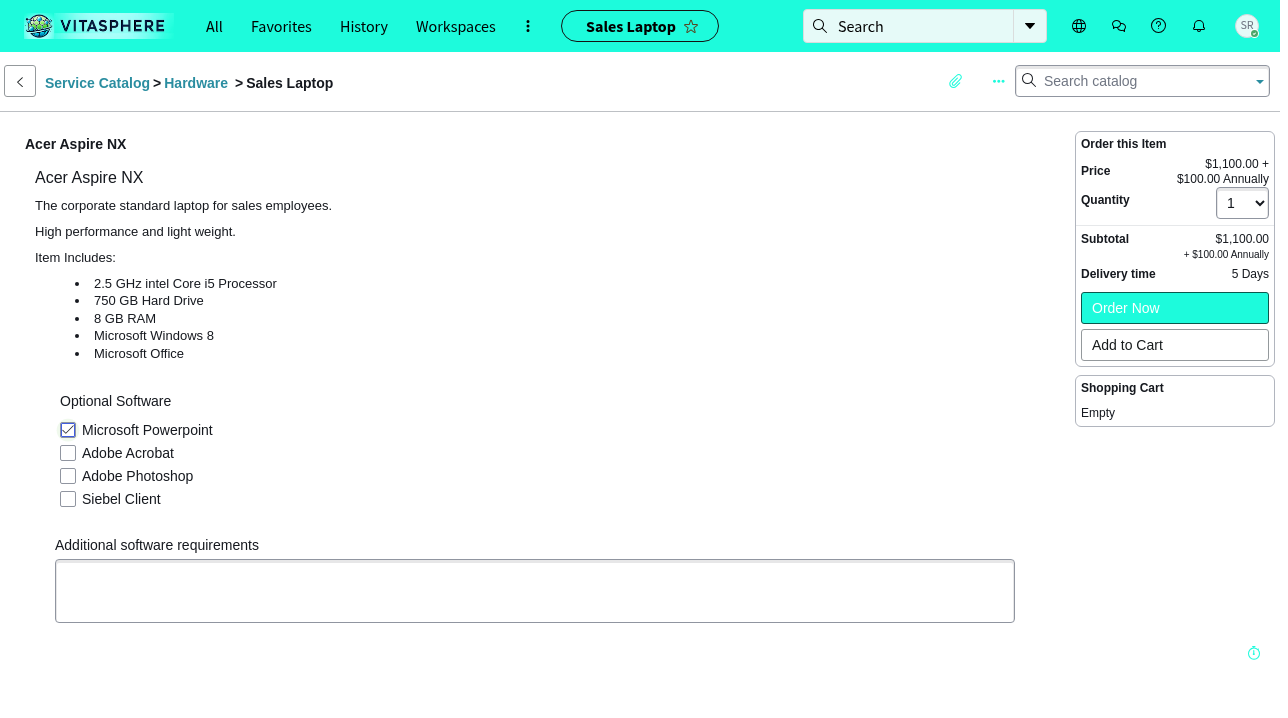 VITASPHERE All Favorites History Workspaces Sales Laptop Search SR
Service Catalog > Hardware > Sales Laptop Search catalog
Acer Aspire NX
Acer Aspire NX
The corporate standard laptop for sales employees.
High performance and light weight.
Item Includes:
2.5 GHz intel Core i5 Processor
750 GB Hard Drive
8 GB RAM
Microsoft Windows 8
Microsoft Office
Optional Software
Microsoft Powerpoint
Adobe Acrobat
Adobe Photoshop
Siebel Client
Additional software requirements
Order this Item
Price $1,100.00 +
$100.00 Annually
Quantity 1
Subtotal $1,100.00
+ $100.00 Annually
Delivery time 5 Days
Order Now
Add to Cart
Shopping Cart
Empty